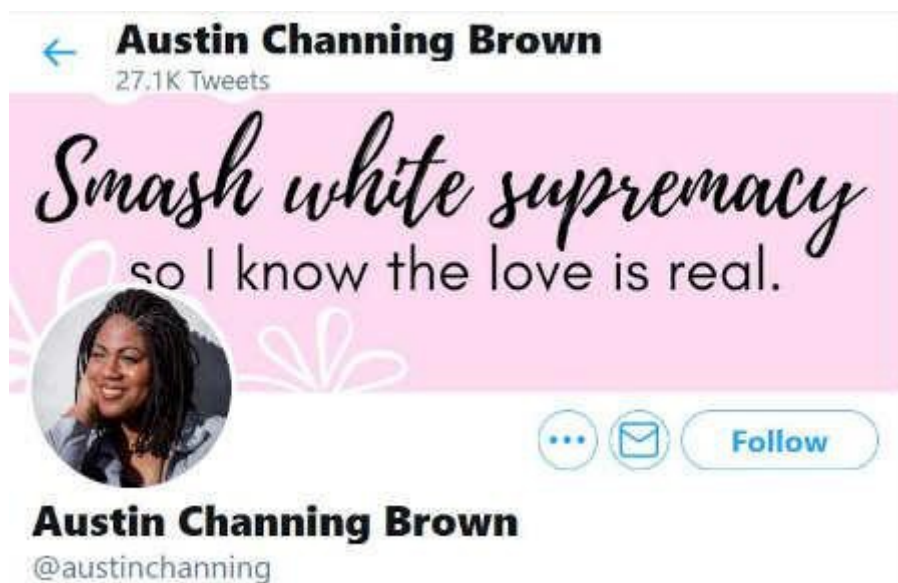 Austin Channing Brown
27.1K Tweets
Smash white supremacy
so I know the love is real.
Follow
Austin Channing Brown
@austinchanning